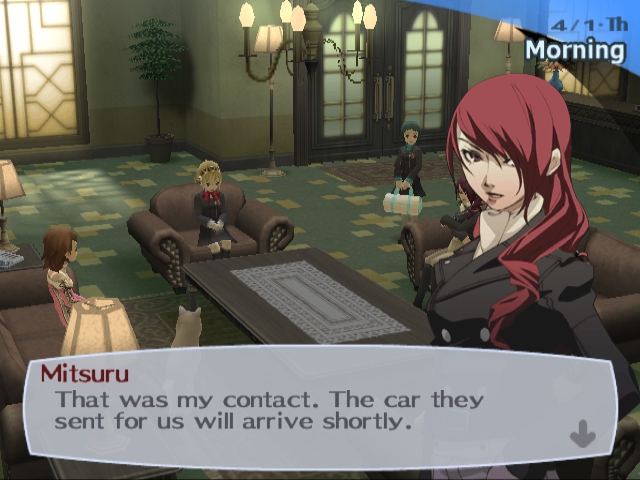 4/1·Th
Morning
Mitsuru
That was my contact. The car they
sent for us will arrive shortly.